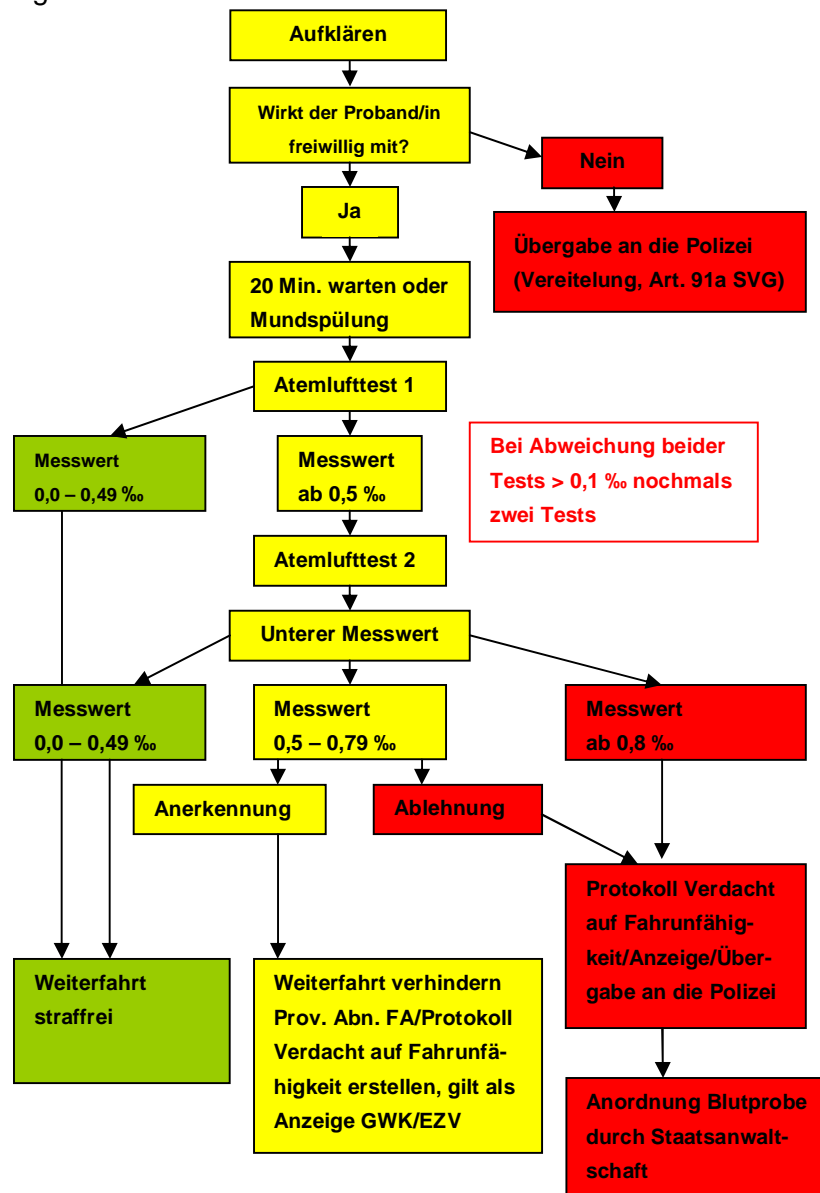 Aufklären
Wirkt der Proband/in
freiwillig mit?
Nein
Ja
Übergabe an die Polizei
(Vereitelung, Art. 91a SVG)
20 Min. warten oder
Mundspülung
Atemlufttest 1
Messwert
0,0 – 0,49 ‰
Messwert
ab 0,5 ‰
Bei Abweichung beider
Tests > 0,1 ‰ nochmals
zwei Tests
Atemlufttest 2
Unterer Messwert
Messwert
0,0 – 0,49 ‰
Messwert
0,5 – 0,79 ‰
Messwert
ab 0,8 ‰
Anerkennung
Ablehnung
Protokoll Verdacht
auf Fahrunfähig-
keit/Anzeige/Über-
gabe an die Polizei
Weiterfahrt
straffrei
Weiterfahrt verhindern
Prov. Abn. FA/Protokoll
Verdacht auf Fahrunfä-
higkeit erstellen, gilt als
Anzeige GWK/EZV
Anordnung Blutprobe
durch Staatsanwalt-
schaft